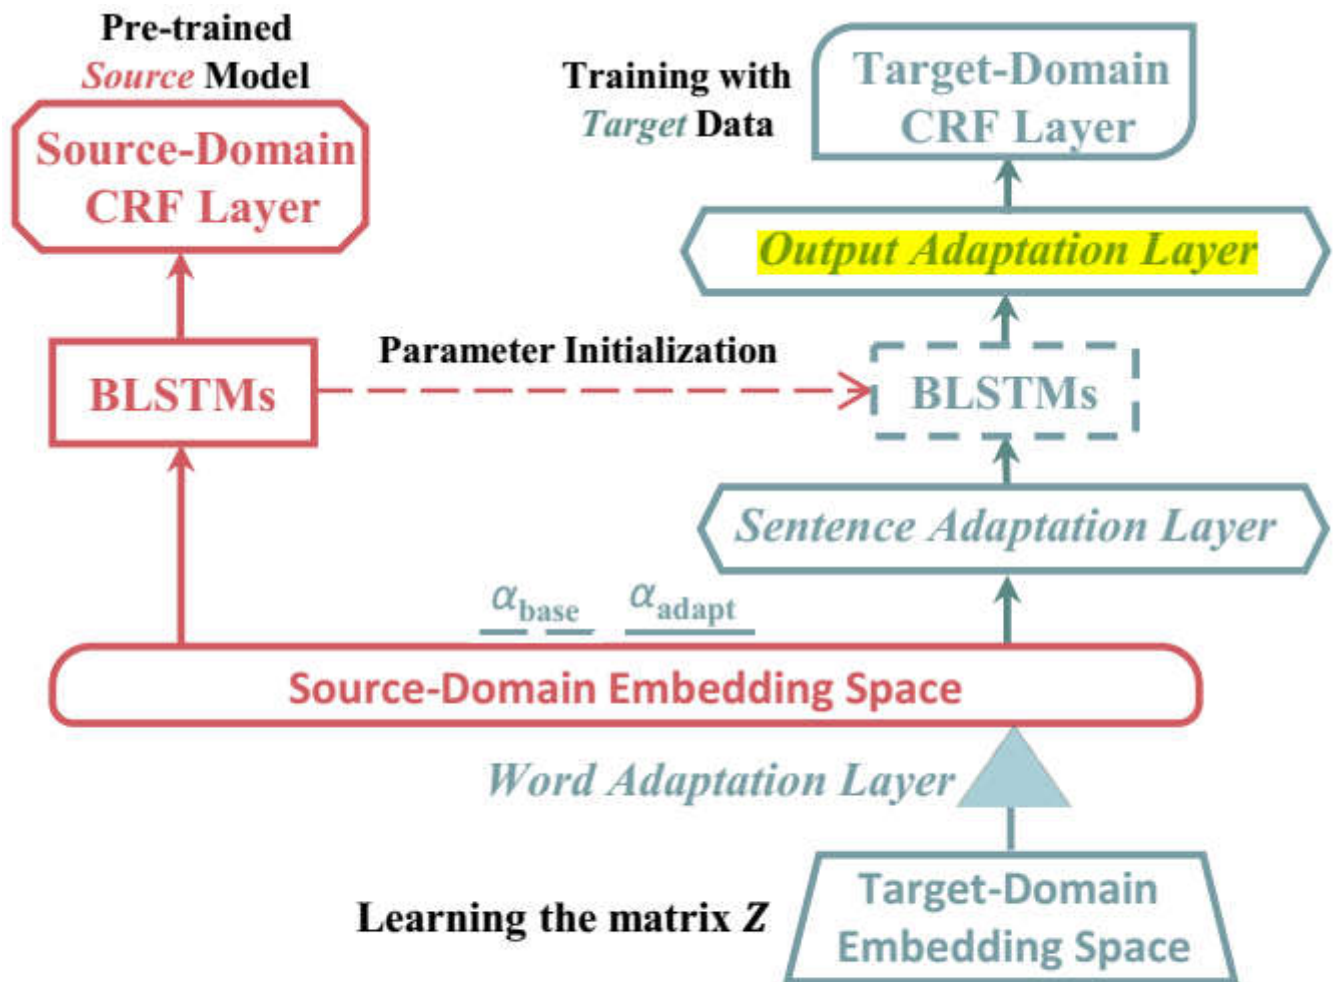 Pre-trained
Source Model
Source-Domain
CRF Layer
Training with
Target Data
Target-Domain
CRF Layer
Output Adaptation Layer
Parameter Initialization
BLSTMs
BLSTMs
Sentence Adaptation Layer
α_base α_adapt
Source-Domain Embedding Space
Word Adaptation Layer
Learning the matrix Z
Target-Domain
Embedding Space